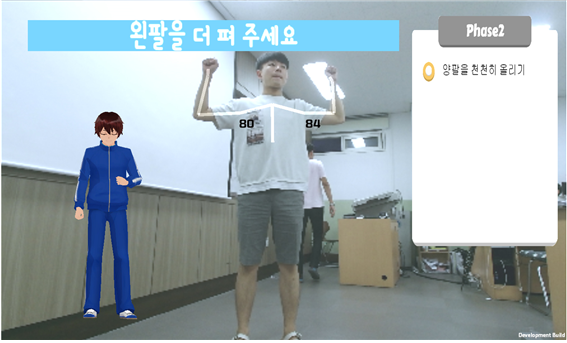 왼팔을 더 펴 주세요
Phase2
양팔을 천천히 올리기
80
84
Development Build